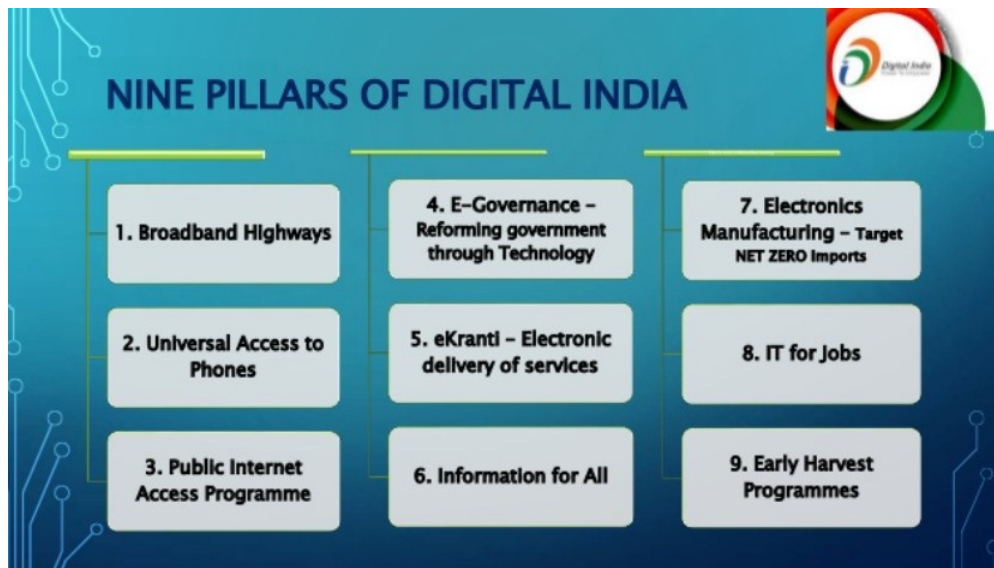 NINE PILLARS OF DIGITAL INDIA
Digital India
1. Broadband Highways
2. Universal Access to
Phones
3. Public Internet
Access Programme
4. E-Governance –
Reforming government
through Technology
5. eKranti – Electronic
delivery of services
6. Information for All
7. Electronics
Manufacturing – Target
NET ZERO Imports
8. IT for Jobs
9. Early Harvest
Programmes